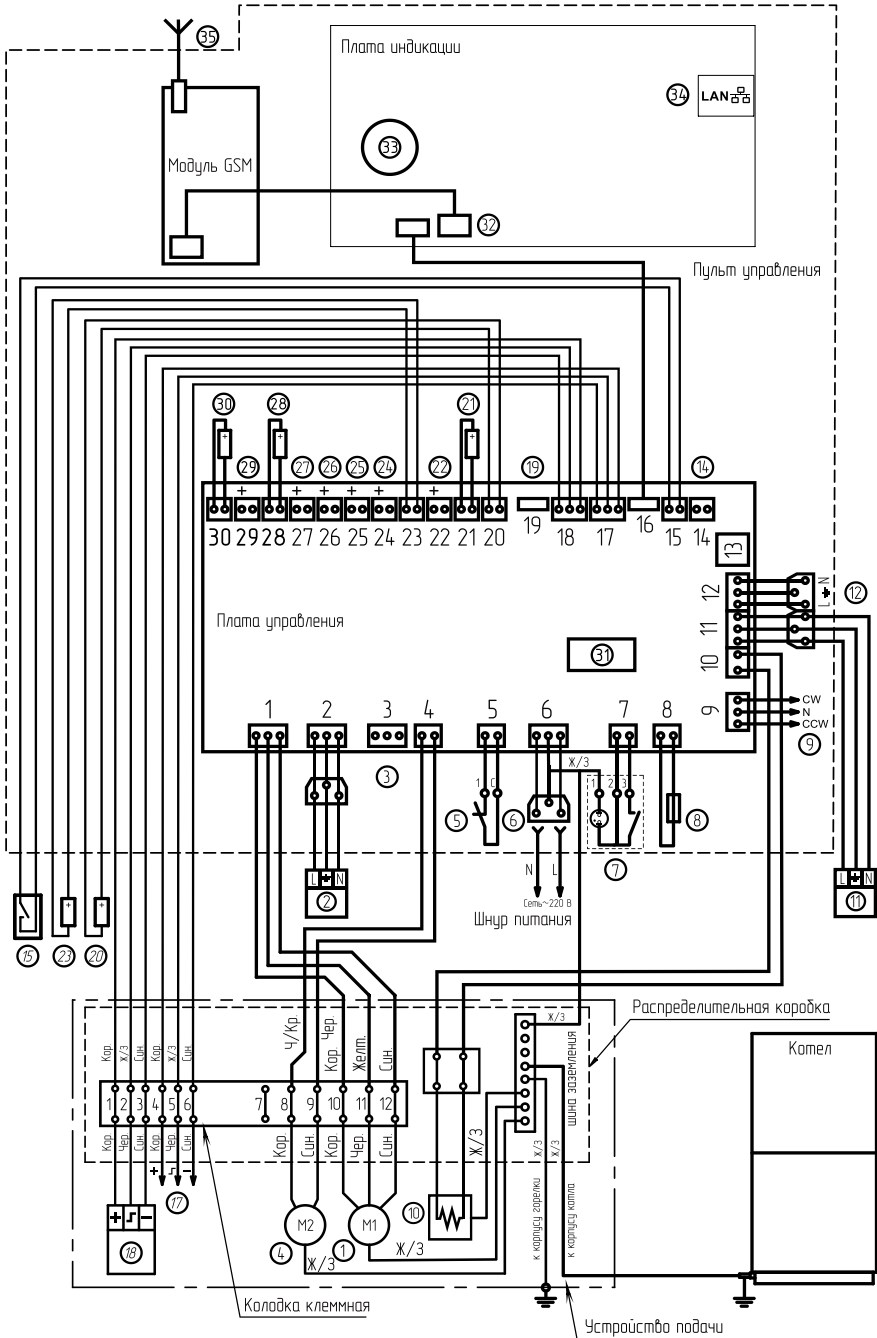 35
Плата индикации
34
LAN
33
Модуль GSM
32
Пульт управления
30
28
21
29
27
26
25
24
22
19
14
+ + + + + +
30 29 28 27 26 25 24 23 22 21 20 19 18 17 16 15 14
13
12
L N
12
11
10
Плата управления
31
1 2 3 4 5 6 7 8
9
CW
N
CCW
9
3
Ж/З
1 C
1 2 3
5
6
8
7
N L
Сеть~220 В
Шнур питания
L N
2
L N
11
15
23
20
Распределительная коробка
Ж/З
Котел
Кор.
Ж/З
Син.
Кор.
Ж/З
Син.
Ч/Кр.
Чер.
Кор.
Желт.
Син.
шина заземления
1 2 3 4 5 6 7 8 9 10 11 12
Кор.
Чер.
Син.
Кор.
Чер.
Син.
Кор.
Син.
Кор.
Чер.
Син.
Ж/З
Ж/З
Ж/З
+ -
17
+ -
18
10
M2
M1
4
1
Ж/З
Ж/З
к корпусу горелки
к корпусу котла
Колодка клеммная
Устройство подачи